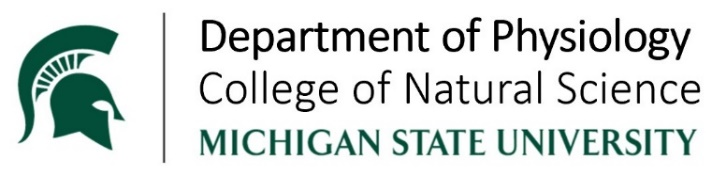 Department of Physiology
College of Natural Science
MICHIGAN STATE UNIVERSITY